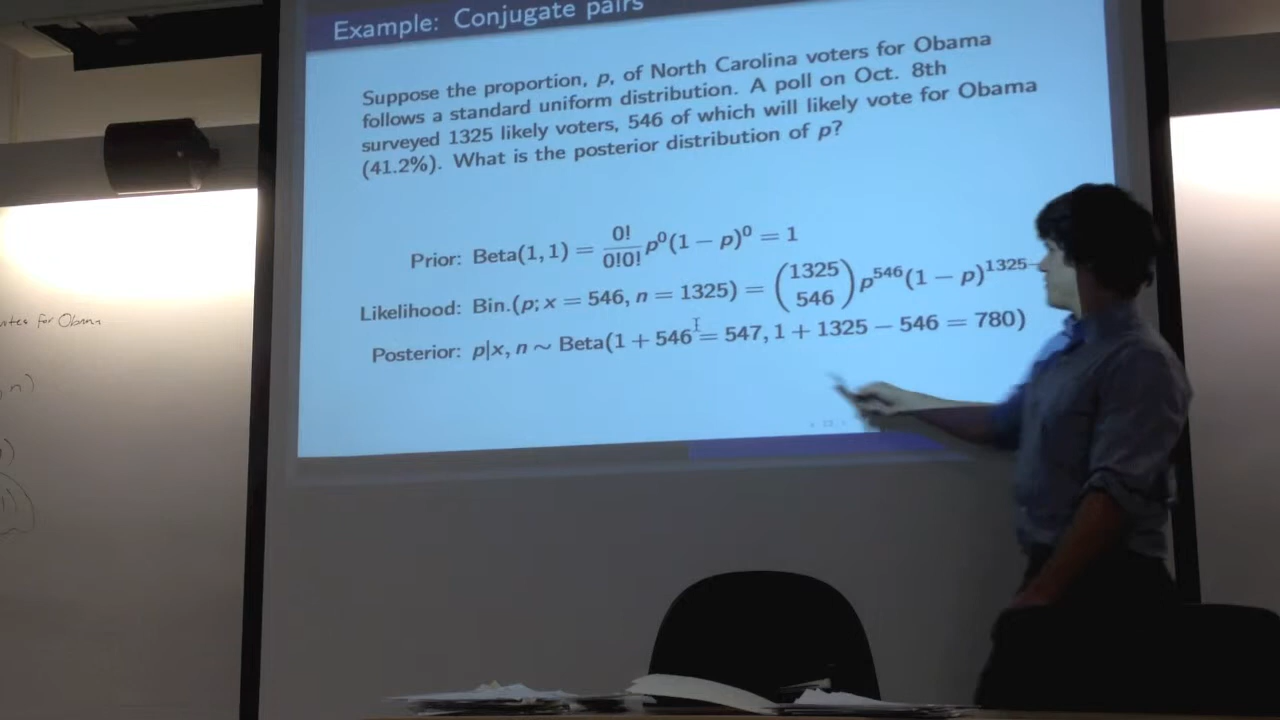 Example: Conjugate pairs
Suppose the proportion, p, of North Carolina voters for Obama
follows a standard uniform distribution. A poll on Oct. 8th
surveyed 1325 likely voters, 546 of which will likely vote for Obama
(41.2%). What is the posterior distribution of p?
Prior: Beta(1, 1) = 0!/0!0! p⁰(1 − p)⁰ = 1
Likelihood: Bin.(p; x = 546, n = 1325) = (1325 546) p⁵⁴⁶(1 − p)¹³²⁵⁻
Posterior: p|x, n ∼ Beta(1 + 546 = 547, 1 + 1325 − 546 = 780)
for Obama
, n)